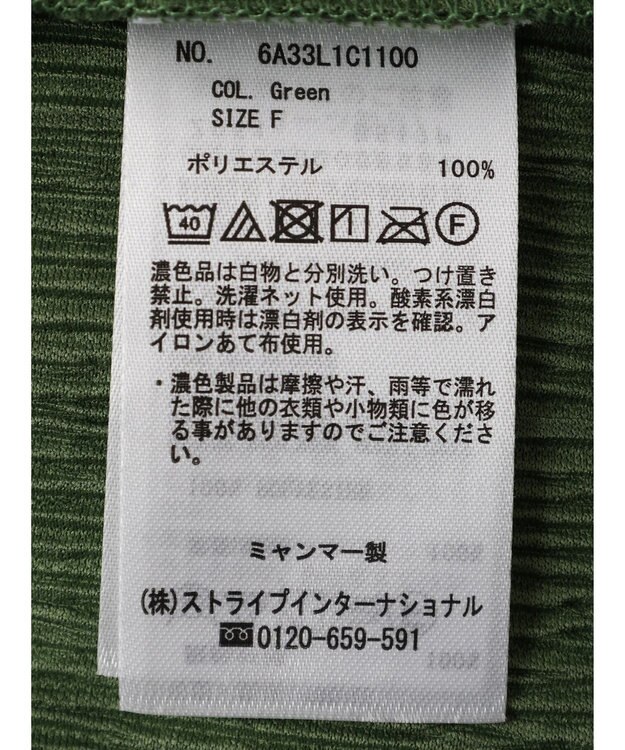 NO. 6A33L1C1100
COL. Green
SIZE F
ポリエステル 100%
40 F
濃色品は白物と分別洗い。つけ置き
禁止。洗濯ネット使用。酸素系漂白
剤使用時は漂白剤の表示を確認。ア
イロンあて布使用。
・濃色製品は摩擦や汗、雨等で濡れ
た際に他の衣類や小物類に色が移
る事がありますのでご注意くださ
い。
ミャンマー製
(株)ストライプインターナショナル
0120-659-591